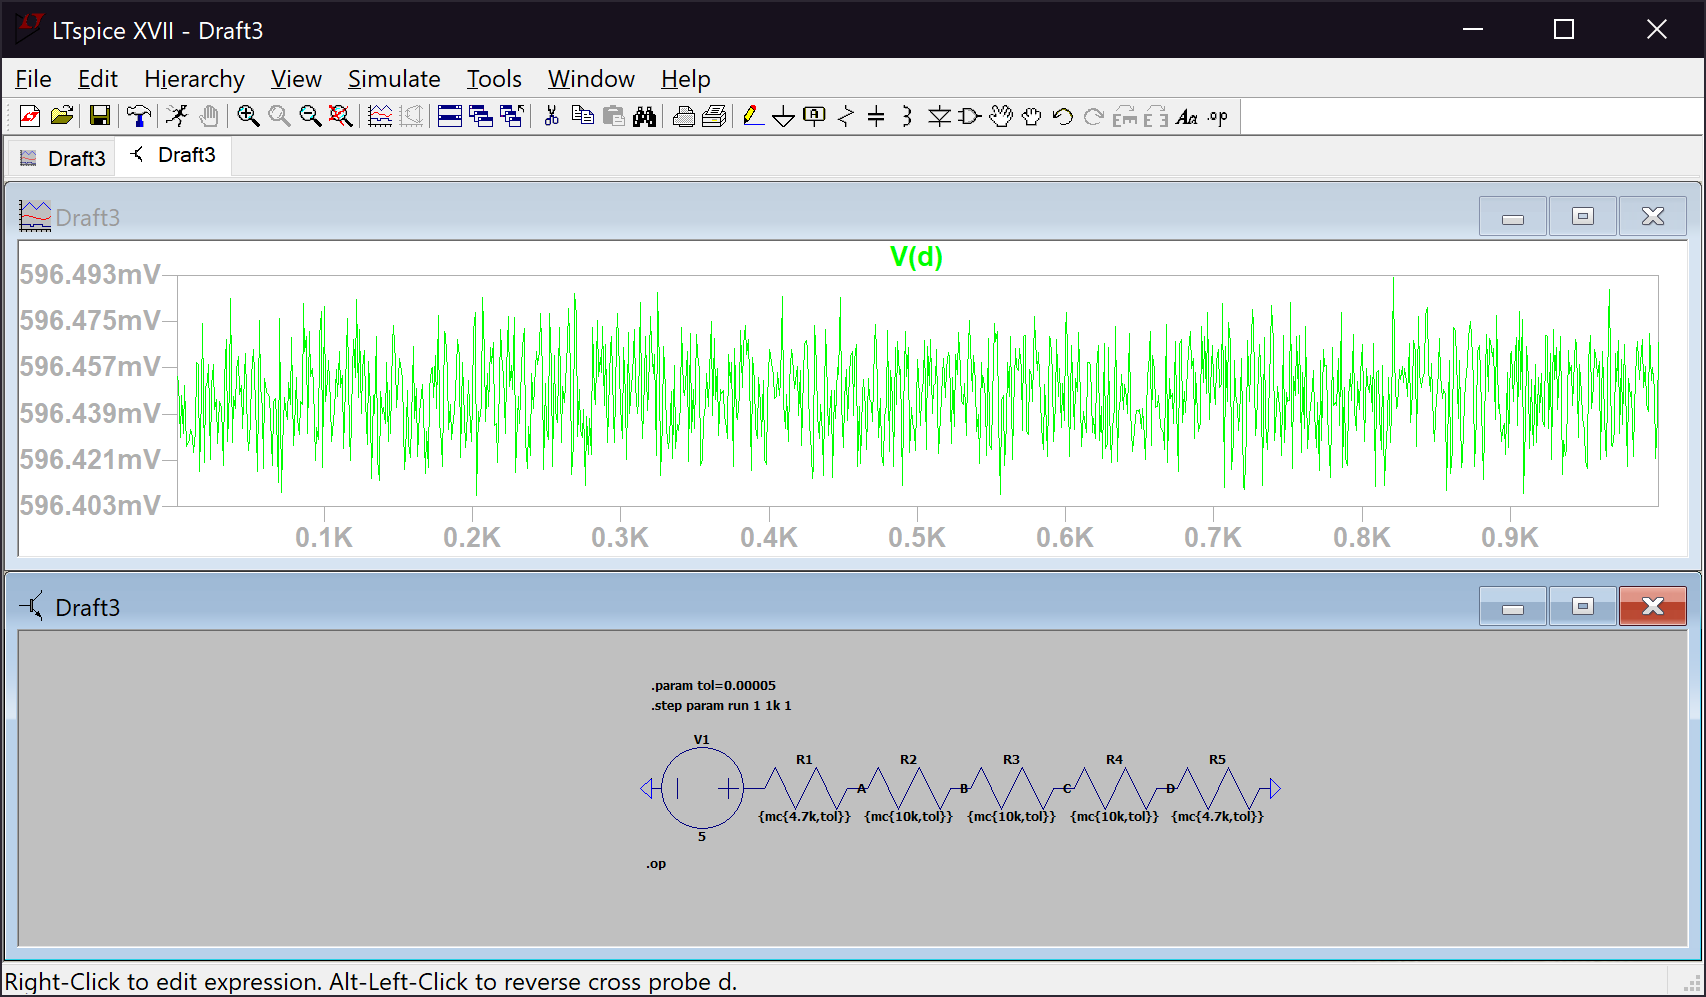 LTspice XVII - Draft3
File Edit Hierarchy View Simulate Tools Window Help
Aa .op
Draft3 Draft3
Draft3
V(d)
596.493mV
596.475mV
596.457mV
596.439mV
596.421mV
596.403mV
0.1K 0.2K 0.3K 0.4K 0.5K 0.6K 0.7K 0.8K 0.9K
Draft3
.param tol=0.00005
.step param run 1 1k 1
V1
R1 R2 R3 R4 R5
A B C D
{mc{4.7k,tol}} {mc{10k,tol}} {mc{10k,tol}} {mc{10k,tol}} {mc{4.7k,tol}}
5
.op
Right-Click to edit expression. Alt-Left-Click to reverse cross probe d.